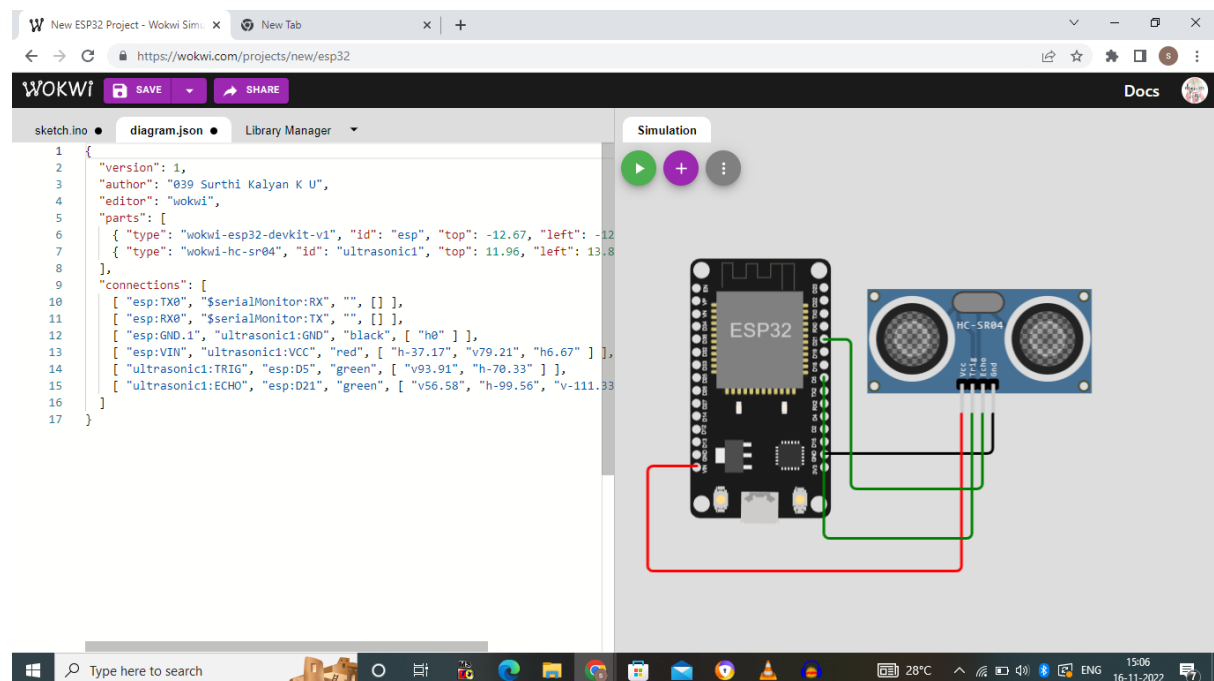 New ESP32 Project - Wokwi Simu
New Tab
https://wokwi.com/projects/new/esp32
S
WOKWI
SAVE
SHARE
Docs
sketch.ino ●
diagram.json ●
Library Manager
Simulation
1 {
2 "version": 1,
3 "author": "039 Surthi Kalyan K U",
4 "editor": "wokwi",
5 "parts": [
6 { "type": "wokwi-esp32-devkit-v1", "id": "esp", "top": -12.67, "left": -12
7 { "type": "wokwi-hc-sr04", "id": "ultrasonic1", "top": 11.96, "left": 13.8
8 ],
9 "connections": [
10 [ "esp:TX0", "$serialMonitor:RX", "", [] ],
11 [ "esp:RX0", "$serialMonitor:TX", "", [] ],
12 [ "esp:GND.1", "ultrasonic1:GND", "black", [ "h0" ] ],
13 [ "esp:VIN", "ultrasonic1:VCC", "red", [ "h-37.17", "v79.21", "h6.67" ] ],
14 [ "ultrasonic1:TRIG", "esp:D5", "green", [ "v93.91", "h-70.33" ] ],
15 [ "ultrasonic1:ECHO", "esp:D21", "green", [ "v56.58", "h-99.56", "v-111.33
16 ]
17 }
ESP32
HC-SR04
Vcc
Trig
Echo
Gnd
Type here to search
28°C
ENG
15:06
16-11-2022
7